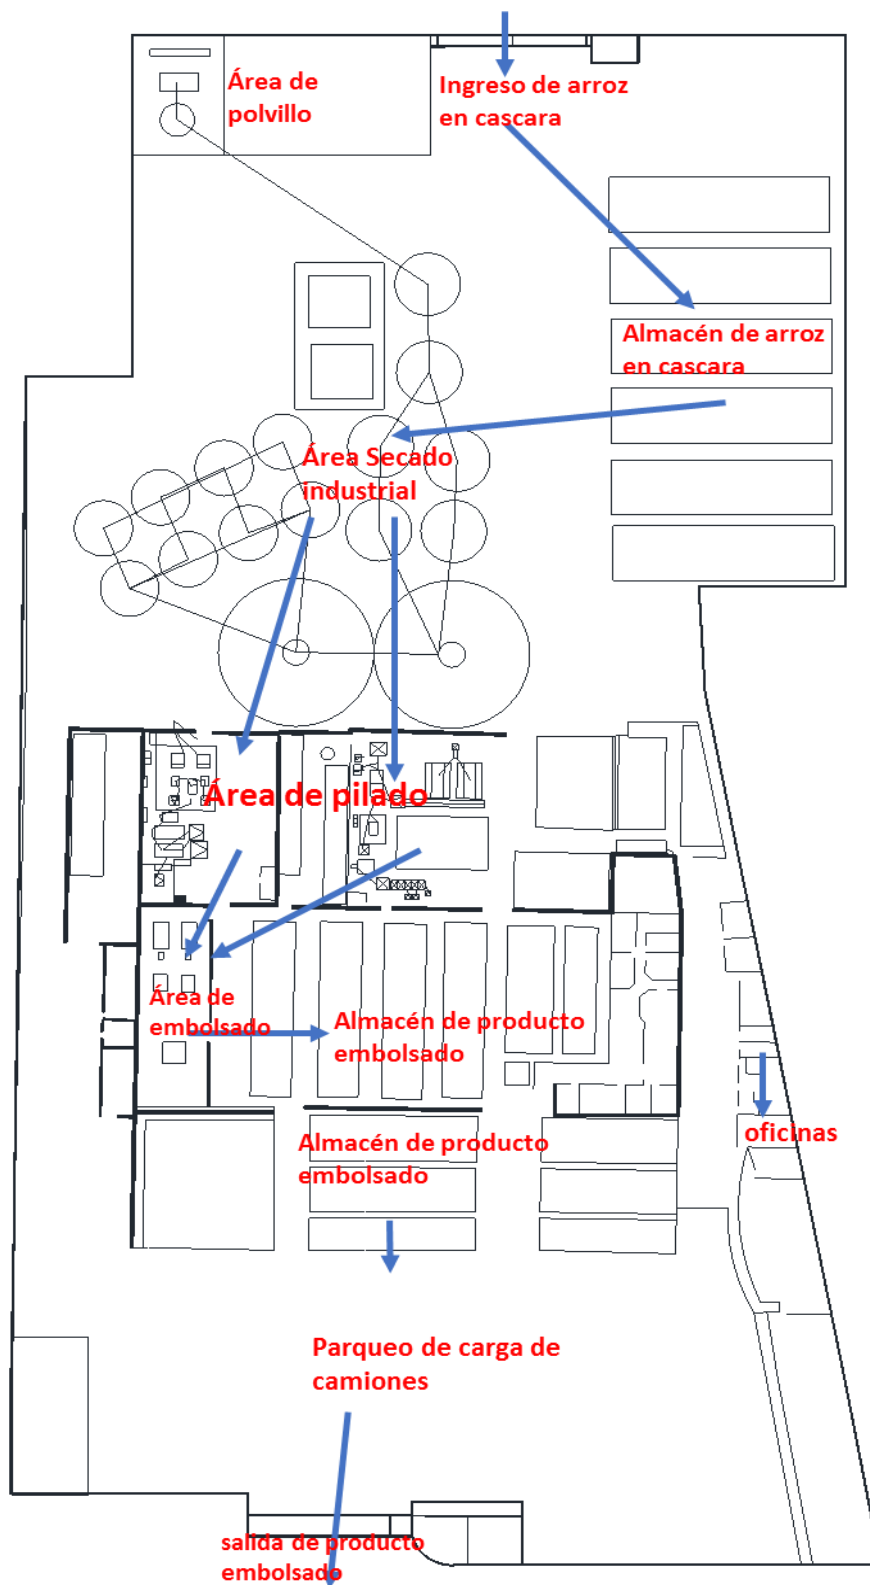 Área de
polvillo
Ingreso de arroz
en cascara
Almacén de arroz
en cascara
Área Secado
industrial
Área de pilado
Área de
embolsado
Almacén de producto
embolsado
Almacén de producto
embolsado
oficinas
Parqueo de carga de
camiones
salida de producto
embolsado